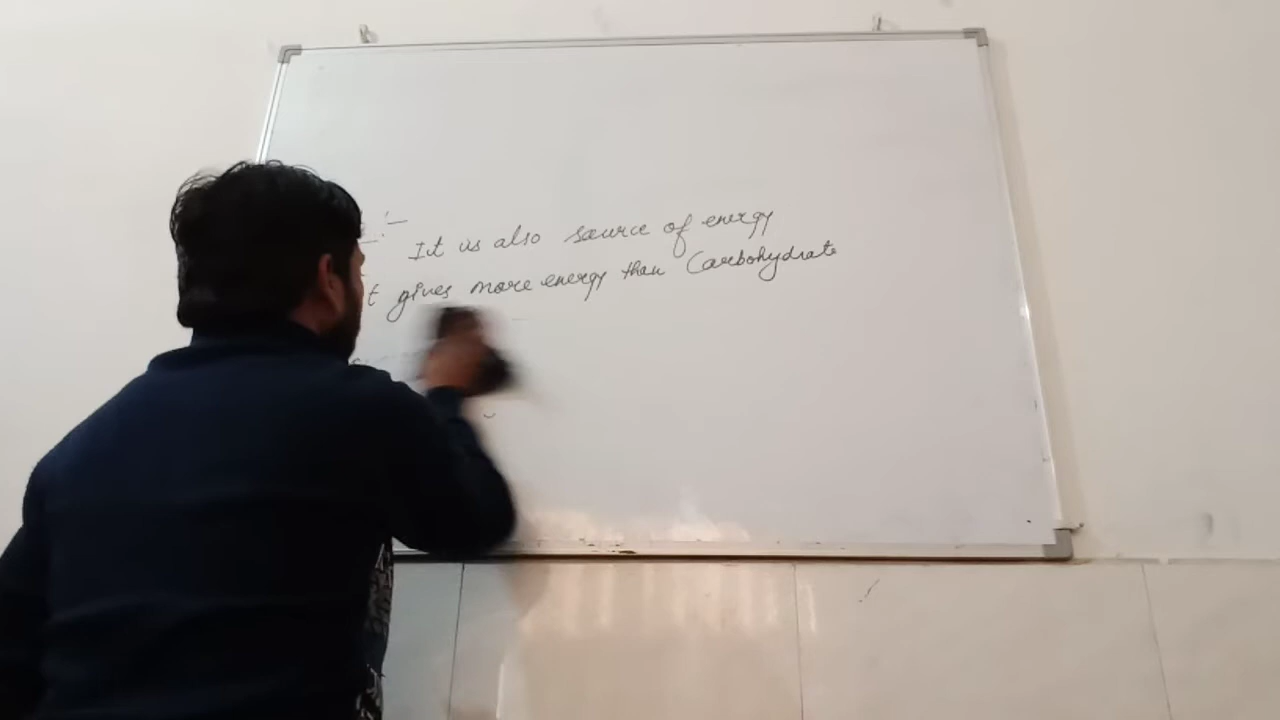 It is also source of energy
t gives more energy than Carbohydrate